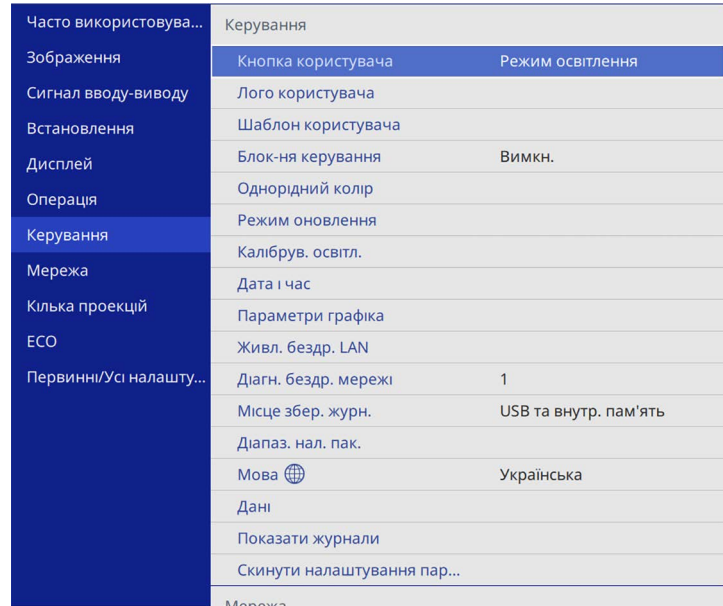 Часто використовува...
Зображення
Сигнал вводу-виводу
Встановлення
Дисплей
Операція
Керування
Мережа
Кілька проекцій
ECO
Первинні/Усі налашту...
Керування
Кнопка користувача Режим освітлення
Лого користувача
Шаблон користувача
Блок-ня керування Вимкн.
Однорідний колір
Режим оновлення
Калібрув. освітл.
Дата і час
Параметри графіка
Живл. бездр. LAN
Діагн. бездр. мережі 1
Місце збер. журн. USB та внутр. пам'ять
Діапаз. нал. пак.
Мова Українська
Дані
Показати журнали
Скинути налаштування пар...
Мережа